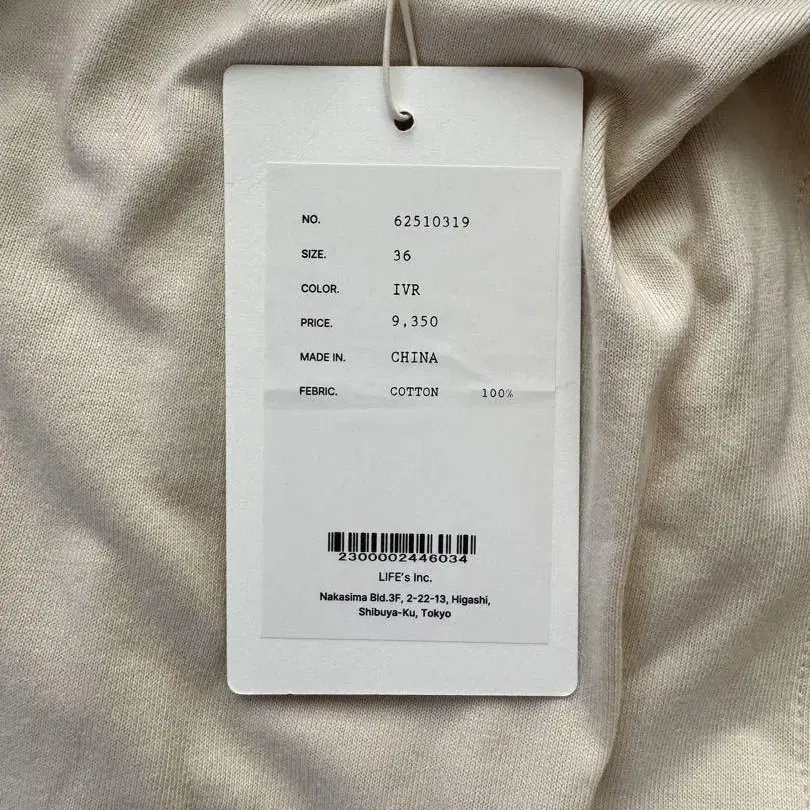 NO. 62510319
SIZE. 36
COLOR. IVR
PRICE. 9,350
MADE IN. CHINA
FEBRIC. COTTON 100%
2300002446034
LIFE's Inc.
Nakasima Bld.3F, 2-22-13, Higashi,
Shibuya-Ku, Tokyo